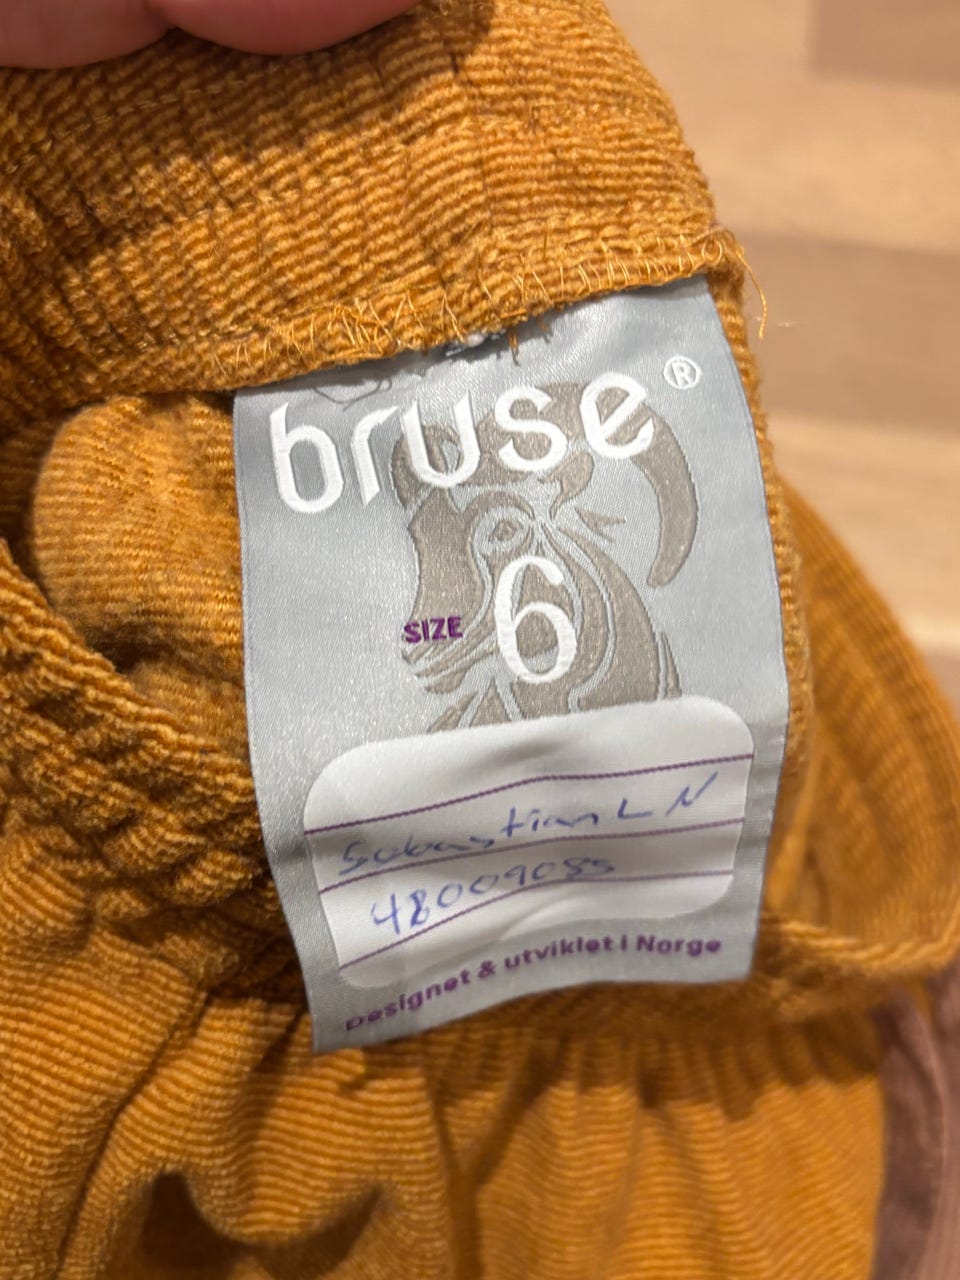 bruse®
SIZE 6
Sebastian L N
48009085
Designet & utviklet i Norge